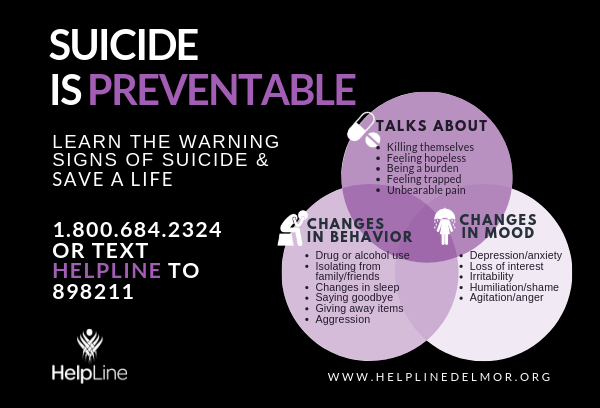 SUICIDE
IS PREVENTABLE
LEARN THE WARNING
SIGNS OF SUICIDE &
SAVE A LIFE
1.800.684.2324
OR TEXT
HELPLINE TO
898211
HelpLine
TALKS ABOUT
• Killing themselves
• Feeling hopeless
• Being a burden
• Feeling trapped
• Unbearable pain
CHANGES
IN BEHAVIOR
• Drug or alcohol use
• Isolating from
family/friends
• Changes in sleep
• Saying goodbye
• Giving away items
• Aggression
CHANGES
IN MOOD
• Depression/anxiety
• Loss of interest
• Irritability
• Humiliation/shame
• Agitation/anger
WWW.HELPLINEDELMOR.ORG